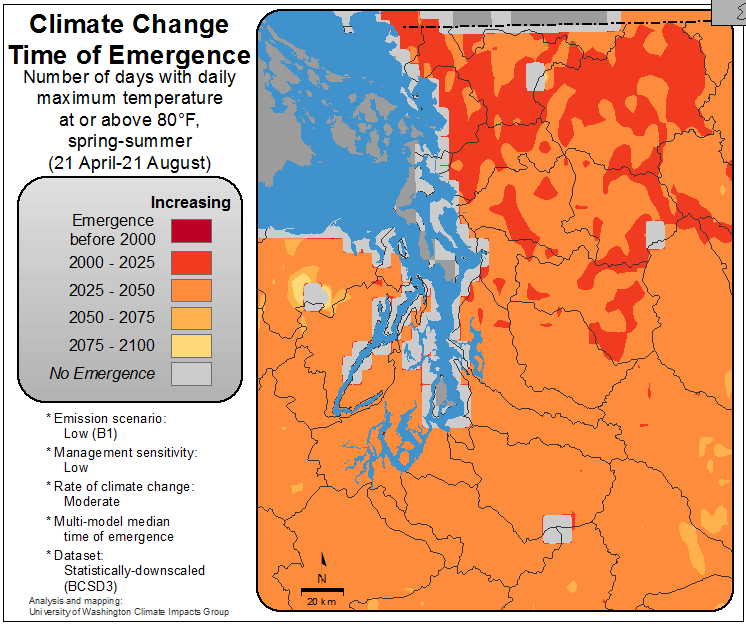 Climate Change
Time of Emergence
Number of days with daily
maximum temperature
at or above 80°F,
spring-summer
(21 April-21 August)
Increasing
Emergence
before 2000
2000 - 2025
2025 - 2050
2050 - 2075
2075 - 2100
No Emergence
* Emission scenario:
Low (B1)
* Management sensitivity:
Low
* Rate of climate change:
Moderate
* Multi-model median
time of emergence
* Dataset:
Statistically-downscaled
(BCSD3)
Analysis and mapping:
University of Washington Climate Impacts Group
N
20 km